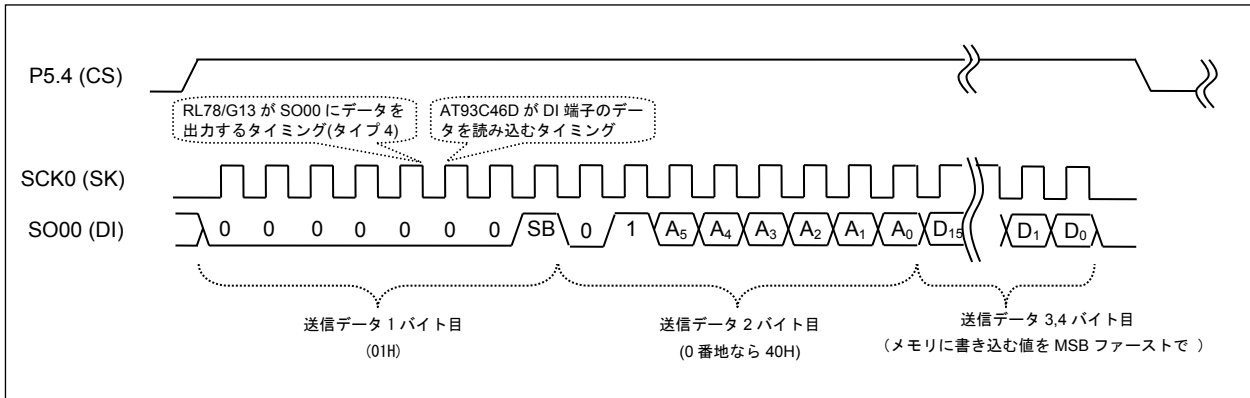 P5.4 (CS)
RL78/G13 が SO00 にデータを
出力するタイミング(タイプ 4)
AT93C46D が DI 端子のデー
タを読み込むタイミング
SCK0 (SK)
SO00 (DI)
0 0 0 0 0 0 0 SB 0 1 A5 A4 A3 A2 A1 A0 D15 D1 D0
送信データ 1 バイト目
(01H)
送信データ 2 バイト目
(0 番地なら 40H)
送信データ 3,4 バイト目
(メモリに書き込む値を MSB ファーストで )